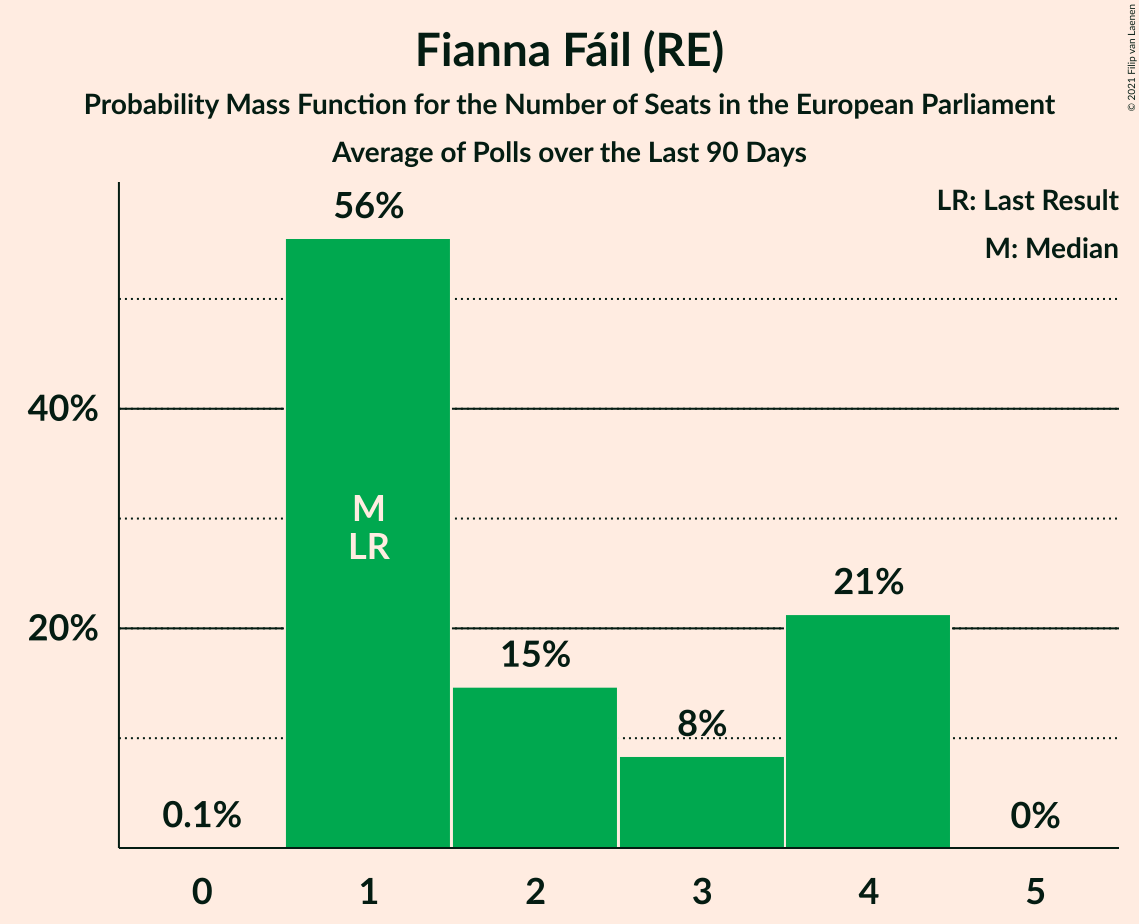 Fianna Fáil (RE)
Probability Mass Function for the Number of Seats in the European Parliament
Average of Polls over the Last 90 Days
© 2021 Filip van Laenen
LR: Last Result
M: Median
56%
40%
M
LR
21%
20%
15%
8%
0.1%
0%
0 1 2 3 4 5